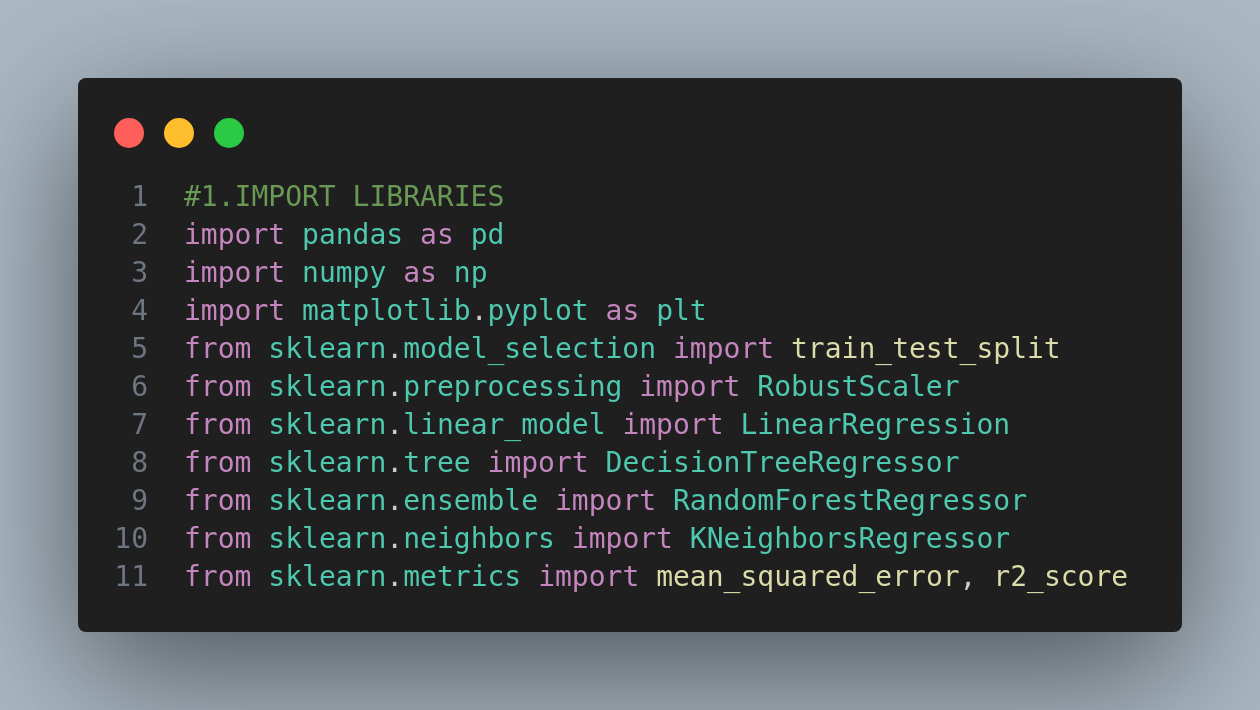 1 #1.IMPORT LIBRARIES
2 import pandas as pd
3 import numpy as np
4 import matplotlib.pyplot as plt
5 from sklearn.model_selection import train_test_split
6 from sklearn.preprocessing import RobustScaler
7 from sklearn.linear_model import LinearRegression
8 from sklearn.tree import DecisionTreeRegressor
9 from sklearn.ensemble import RandomForestRegressor
10 from sklearn.neighbors import KNeighborsRegressor
11 from sklearn.metrics import mean_squared_error, r2_score